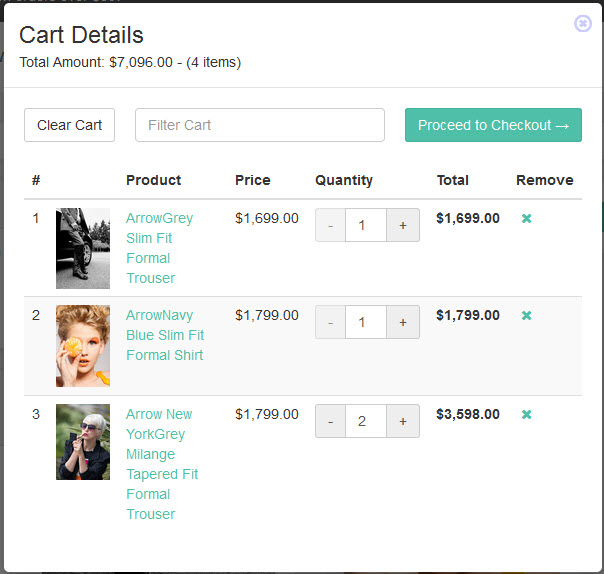 Cart Details
Total Amount: $7,096.00 - (4 items)
Clear Cart Filter Cart Proceed to Checkout →
# Product Price Quantity Total Remove
1 ArrowGrey $1,699.00 - 1 + $1,699.00 ✖
Slim Fit
Formal
Trouser
2 ArrowNavy $1,799.00 - 1 + $1,799.00 ✖
Blue Slim Fit
Formal Shirt
3 Arrow New $1,799.00 - 2 + $3,598.00 ✖
YorkGrey
Milange
Tapered Fit
Formal
Trouser